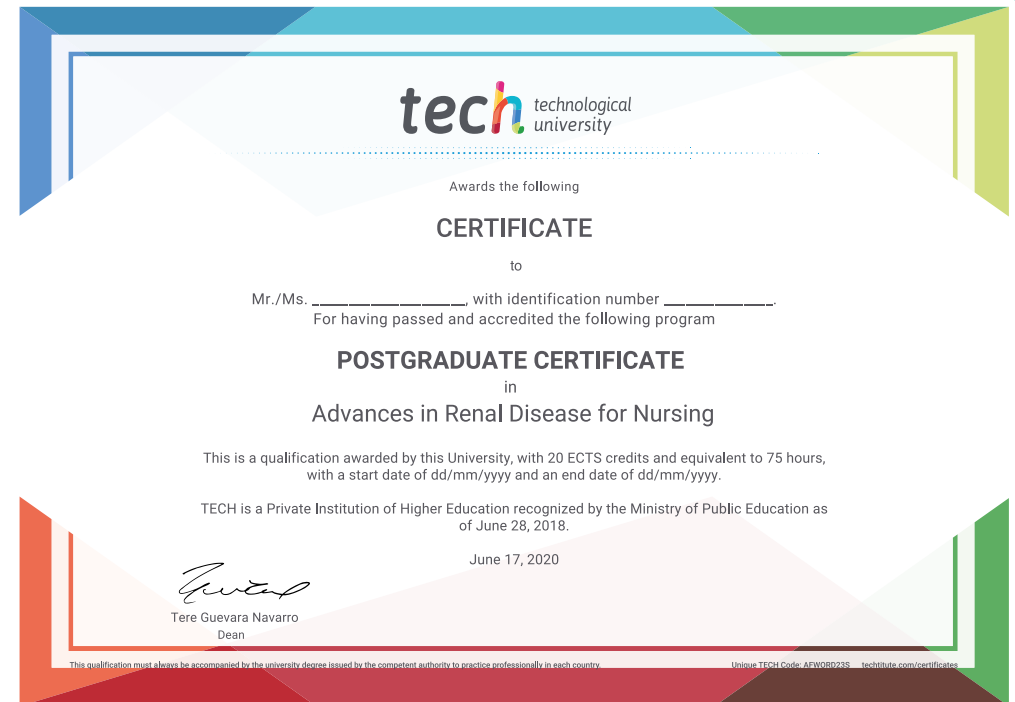 tech technological
university
Awards the following
CERTIFICATE
to
Mr./Ms. ____________________, with identification number ______________.
For having passed and accredited the following program
POSTGRADUATE CERTIFICATE
in
Advances in Renal Disease for Nursing
This is a qualification awarded by this University, with 20 ECTS credits and equivalent to 75 hours,
with a start date of dd/mm/yyyy and an end date of dd/mm/yyyy.
TECH is a Private Institution of Higher Education recognized by the Ministry of Public Education as
of June 28, 2018.
June 17, 2020
Tere Guevara Navarro
Dean
This qualification must always be accompanied by the university degree issued by the competent authority to practice professionally in each country.
Unique TECH Code: AFWORD23S techtitute.com/certificates